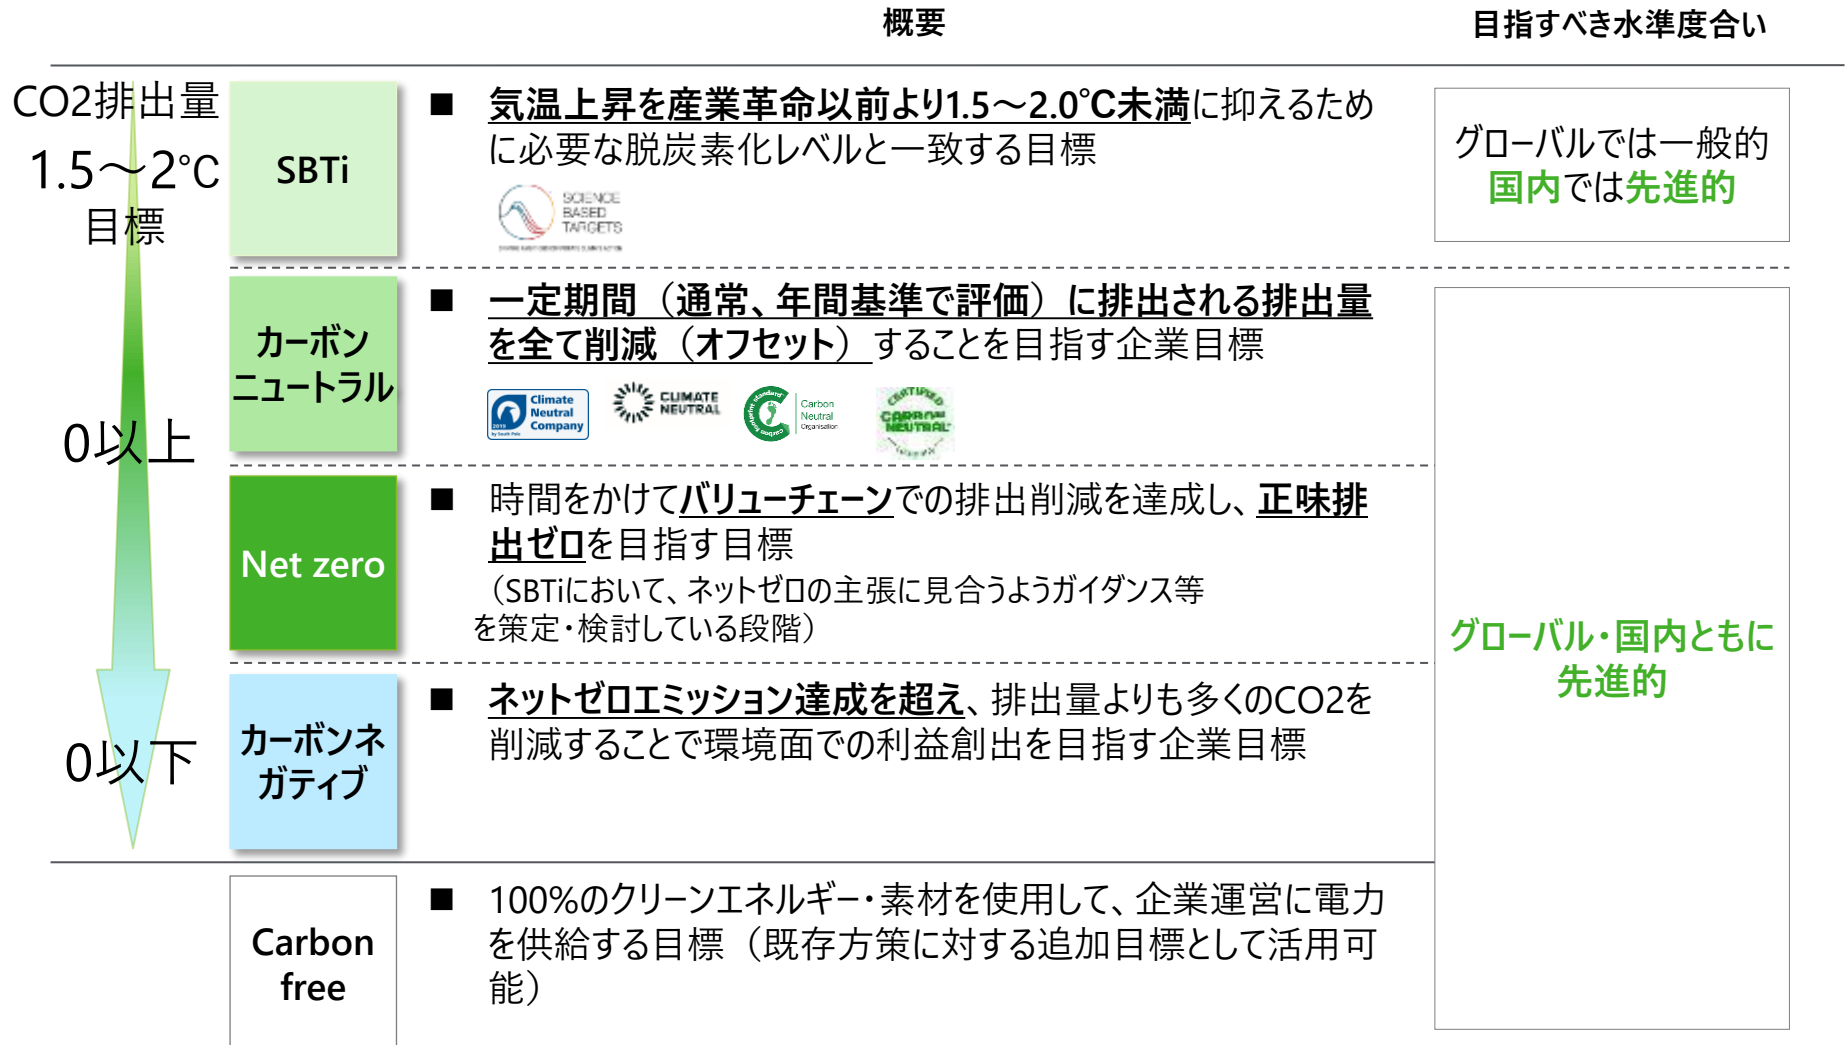 概要
目指すべき水準度合い
CO2排出量
1.5～2℃
目標
0以上
0以下
SBTi
■ 気温上昇を産業革命以前より1.5～2.0℃未満に抑えるため
に必要な脱炭素化レベルと一致する目標
SCIENCE
BASED
TARGETS
グローバルでは一般的
国内では先進的
カーボン
ニュートラル
■ 一定期間（通常、年間基準で評価）に排出される排出量
を全て削減（オフセット）することを目指す企業目標
Climate
Neutral
Company
2019
by South Pole
CLIMATE
NEUTRAL
carbon footprint standard
Carbon
Neutral
Organisation
CERTIFIED
CARBON
NEUTRAL
Net zero
■ 時間をかけてバリューチェーンでの排出削減を達成し、正味排
出ゼロを目指す目標
（SBTiにおいて、ネットゼロの主張に見合うようガイダンス等
を策定・検討している段階）
グローバル・国内ともに
先進的
カーボンネ
ガティブ
■ ネットゼロエミッション達成を超え、排出量よりも多くのCO2を
削減することで環境面での利益創出を目指す企業目標
Carbon
free
■ 100%のクリーンエネルギー・素材を使用して、企業運営に電力
を供給する目標（既存方策に対する追加目標として活用可
能）